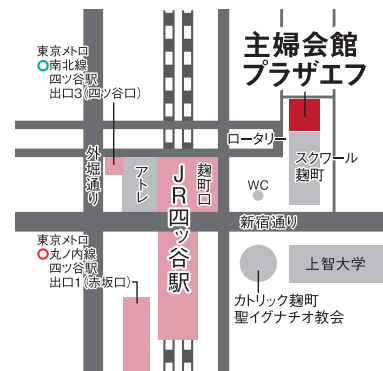 主婦会館
プラザエフ
東京メトロ
南北線
四ツ谷駅
出口3(四ツ谷口)
ロータリー
外堀通り
アトレ
JR四ツ谷駅
麹町口
スクワール
麹町
WC
新宿通り
東京メトロ
丸ノ内線
四ツ谷駅
出口1(赤坂口)
上智大学
カトリック麹町
聖イグナチオ教会